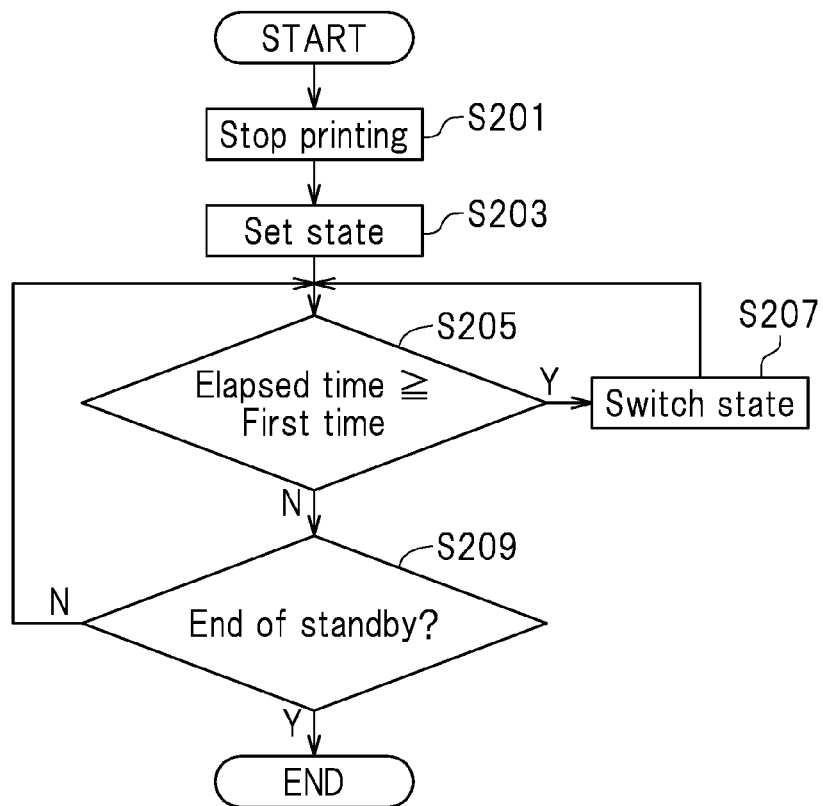 START
Stop printing
S201
Set state
S203
S205
Elapsed time ≧
First time
Y
S207
Switch state
N
S209
End of standby?
N
Y
END